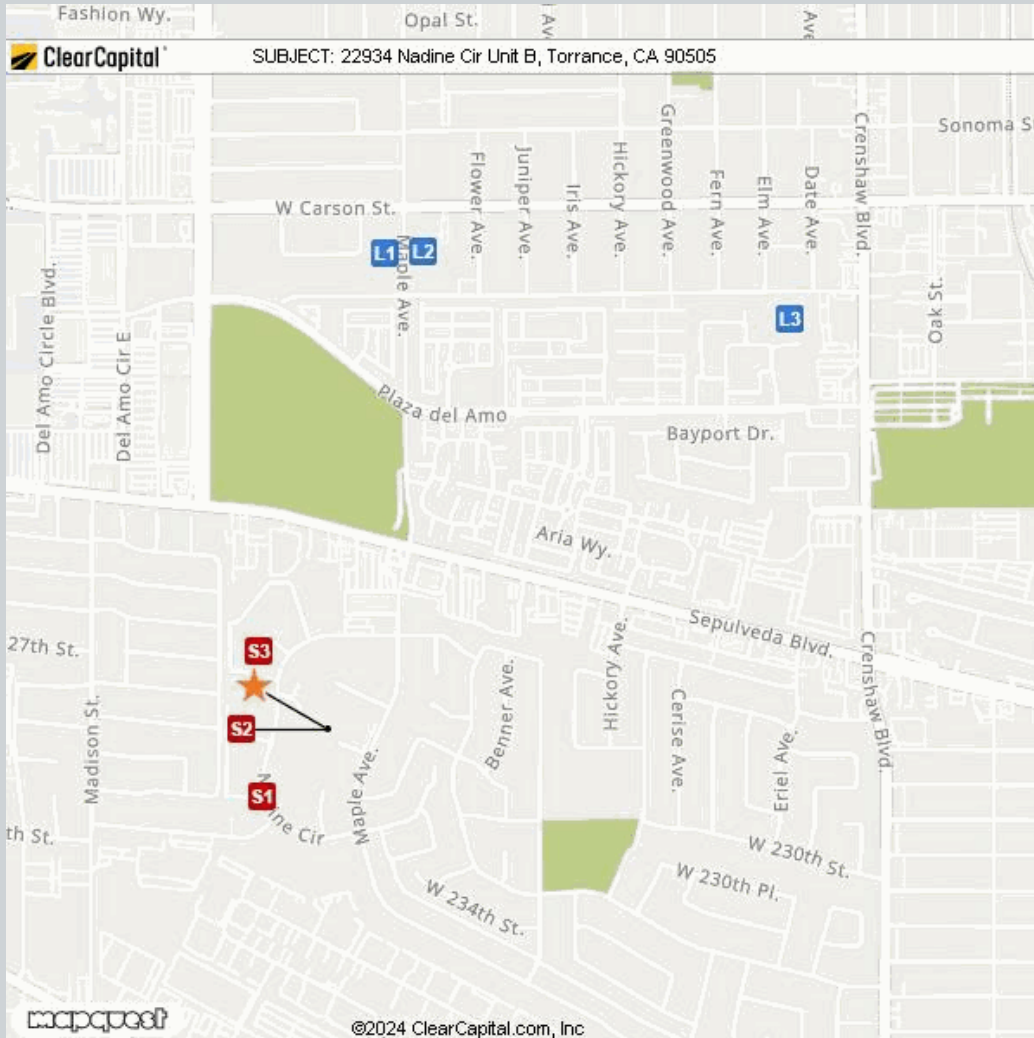 Fashion Wy.
Opal St.
Ave
ClearCapital
SUBJECT: 22934 Nadine Cir Unit B, Torrance, CA 90505
Sonoma S
Crenshaw Blvd.
Greenwood Ave.
Hickory Ave.
Juniper Ave.
Flower Ave.
Iris Ave.
Fern Ave.
Elm Ave.
Date Ave.
W Carson St.
L1
L2
Maple Ave.
Del Amo Circle Blvd.
Del Amo Cir E
Oak St.
L3
Plaza del Amo
Bayport Dr.
Aria Wy.
Sepulveda Blvd.
27th St.
S3
Hickory Ave.
Crenshaw Blvd.
Benner Ave.
Cerise Ave.
Madison St.
S2
Eriel Ave.
Maple Ave.
S1
ine Cir
th St.
W 230th St.
W 230th Pl.
W 234th St.
mapquest
©2024 ClearCapital.com, Inc